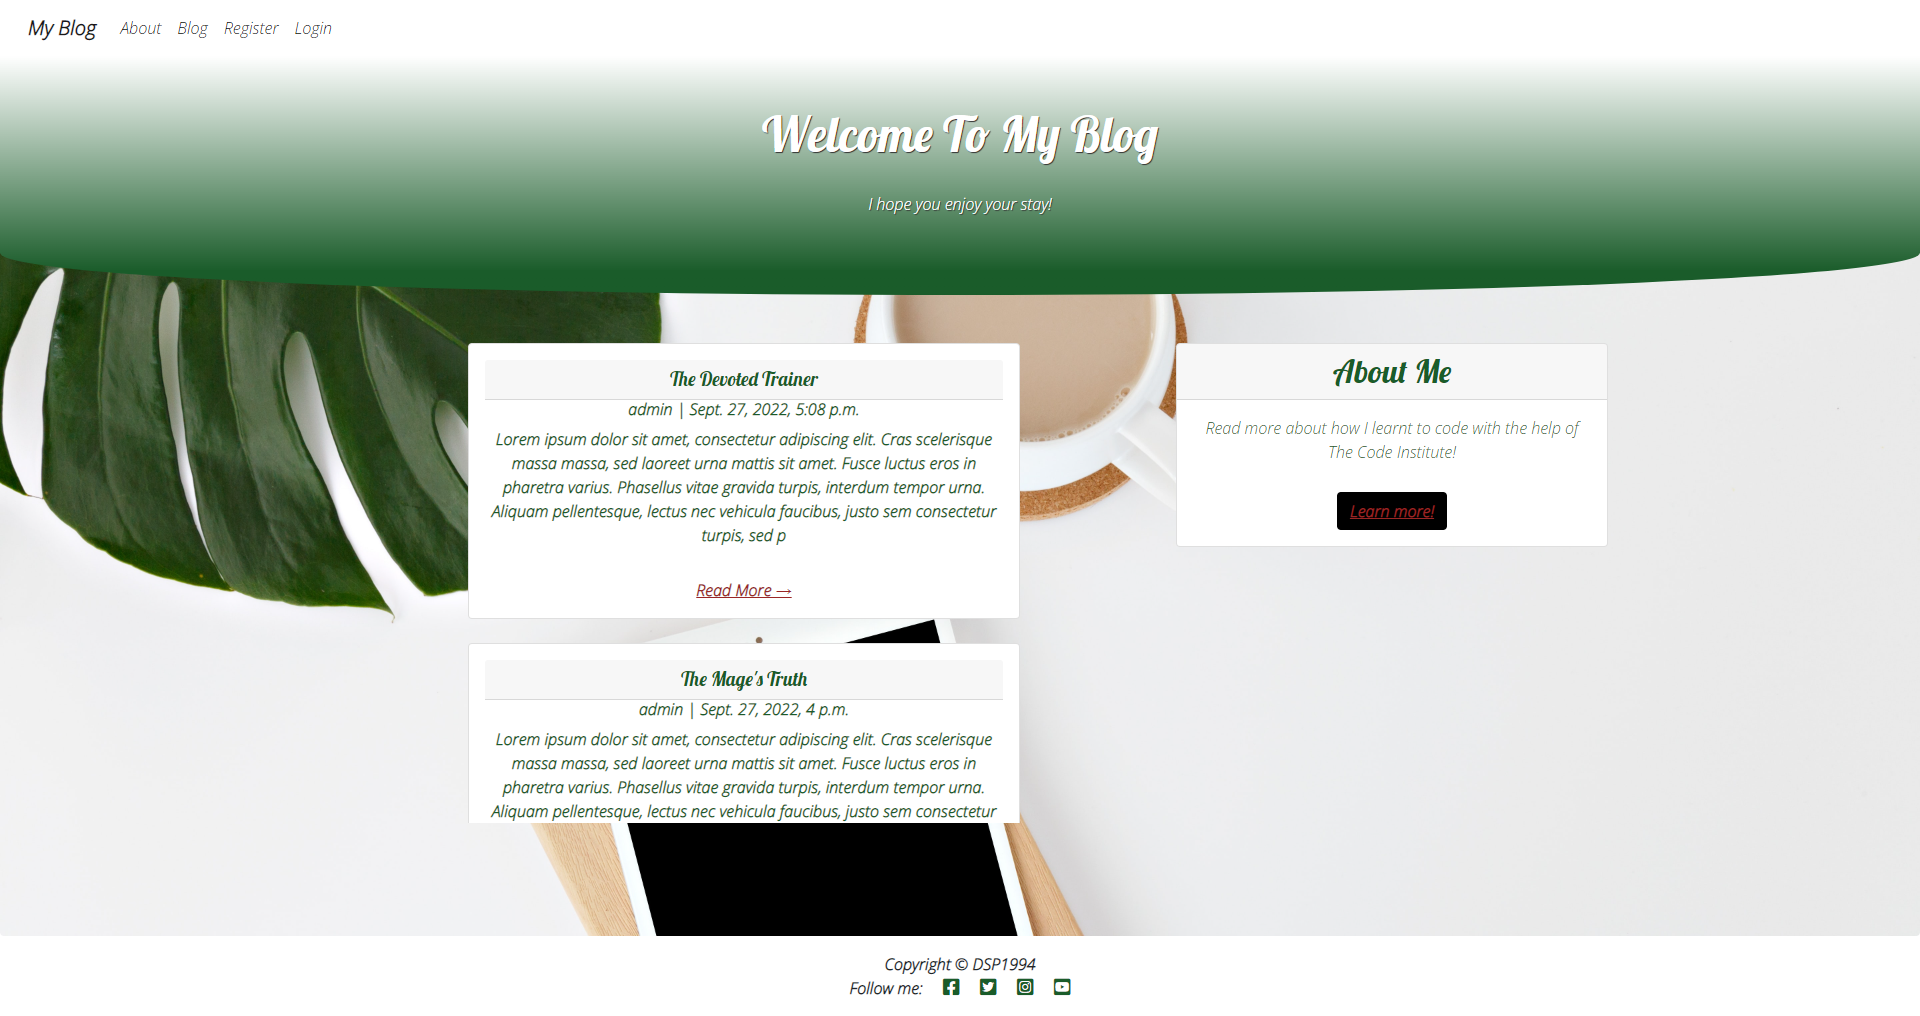 My Blog About Blog Register Login
Welcome To My Blog
I hope you enjoy your stay!
The Devoted Trainer
admin | Sept. 27, 2022, 5:08 p.m.
Lorem ipsum dolor sit amet, consectetur adipiscing elit. Cras scelerisque
massa massa, sed laoreet urna mattis sit amet. Fusce luctus eros in
pharetra varius. Phasellus vitae gravida turpis, interdum tempor urna.
Aliquam pellentesque, lectus nec vehicula faucibus, justo sem consectetur
turpis, sed p
Read More →
The Mage's Truth
admin | Sept. 27, 2022, 4 p.m.
Lorem ipsum dolor sit amet, consectetur adipiscing elit. Cras scelerisque
massa massa, sed laoreet urna mattis sit amet. Fusce luctus eros in
pharetra varius. Phasellus vitae gravida turpis, interdum tempor urna.
Aliquam pellentesque, lectus nec vehicula faucibus, justo sem consectetur
About Me
Read more about how I learnt to code with the help of
The Code Institute!
Learn more!
Copyright © DSP1994
Follow me: